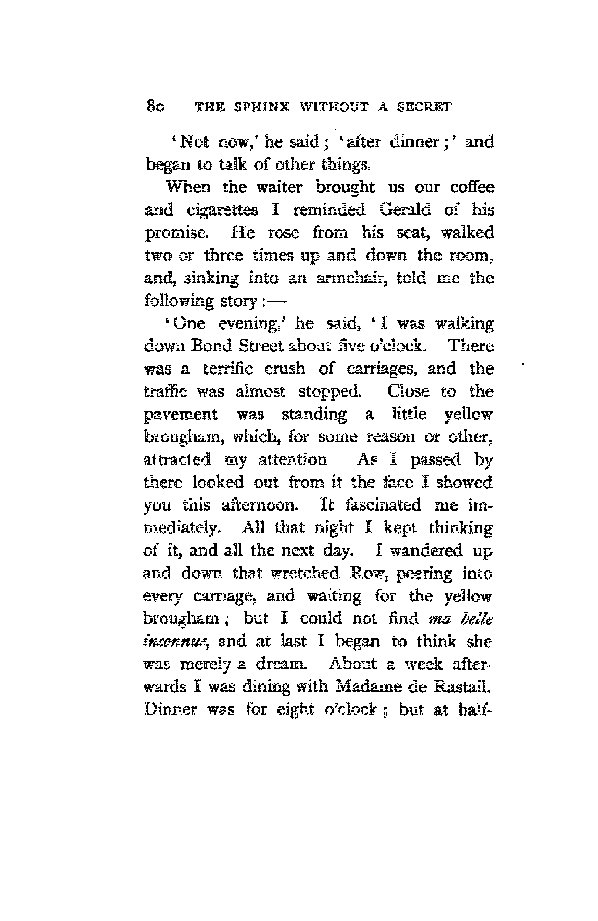 80 THE SPHINX WITHOUT A SECRET
'Not now,' he said; 'after dinner;' and
began to talk of other things.
When the waiter brought us our coffee
and cigarettes I reminded Gerald of his
promise. He rose from his seat, walked
two or three times up and down the room,
and, sinking into an armchair, told me the
following story:—
'One evening,' he said, 'I was walking
down Bond Street about five o'clock. There
was a terrific crush of carriages, and the
traffic was almost stopped. Close to the
pavement was standing a little yellow
brougham, which, for some reason or other,
attracted my attention As I passed by
there looked out from it the face I showed
you this afternoon. It fascinated me im-
mediately. All that night I kept thinking
of it, and all the next day. I wandered up
and down that wretched Row, peering into
every carriage, and waiting for the yellow
brougham; but I could not find ma belle
inconnue, and at last I began to think she
was merely a dream. About a week after-
wards I was dining with Madame de Rastail.
Dinner was for eight o'clock; but at half-